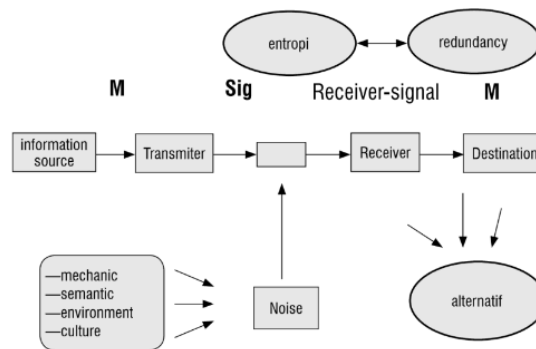 entropi
redundancy
M
Sig
Receiver-signal
M
information
source
Transmiter
Receiver
Destination
—mechanic
—semantic
—environment
—culture
Noise
alternatif